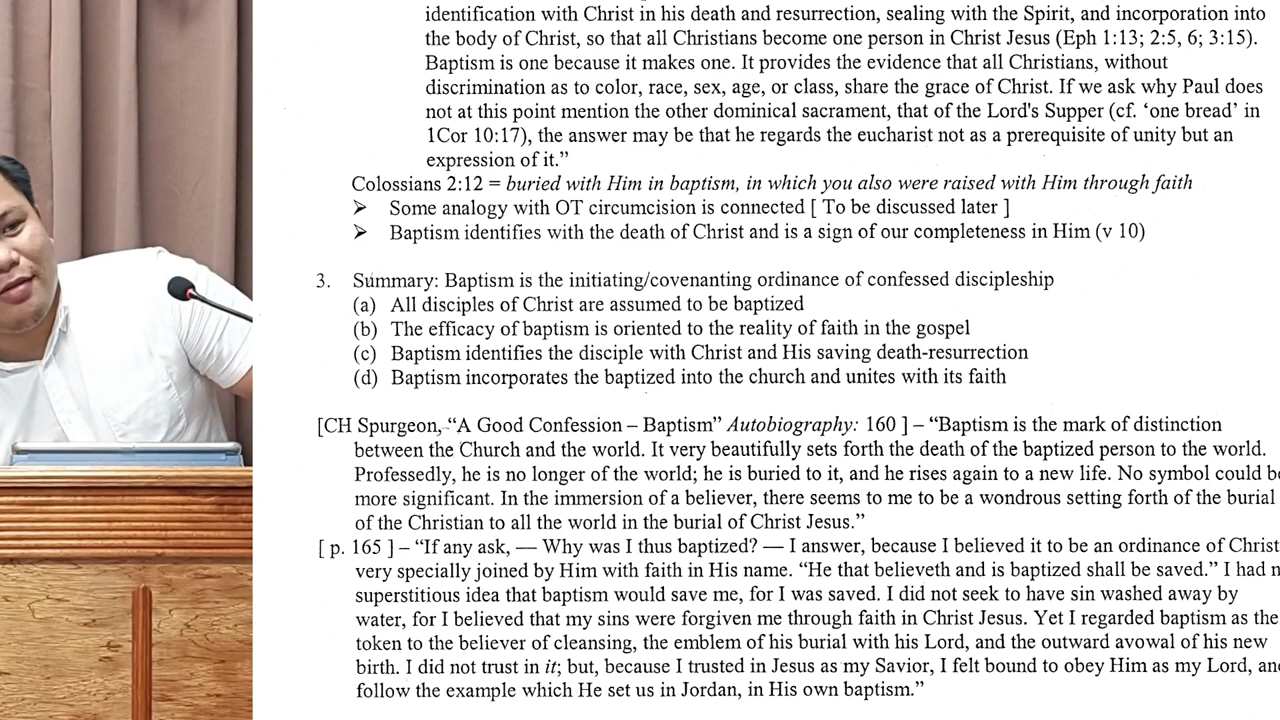 identification with Christ in his death and resurrection, sealing with the Spirit, and incorporation into
the body of Christ, so that all Christians become one person in Christ Jesus (Eph 1:13; 2:5, 6; 3:15).
Baptism is one because it makes one. It provides the evidence that all Christians, without
discrimination as to color, race, sex, age, or class, share the grace of Christ. If we ask why Paul does
not at this point mention the other dominical sacrament, that of the Lord's Supper (cf. ‘one bread’ in
1Cor 10:17), the answer may be that he regards the eucharist not as a prerequisite of unity but an
expression of it.”
Colossians 2:12 = buried with Him in baptism, in which you also were raised with Him through faith
➢ Some analogy with OT circumcision is connected [ To be discussed later ]
➢ Baptism identifies with the death of Christ and is a sign of our completeness in Him (v 10)
3. Summary: Baptism is the initiating/covenanting ordinance of confessed discipleship
(a) All disciples of Christ are assumed to be baptized
(b) The efficacy of baptism is oriented to the reality of faith in the gospel
(c) Baptism identifies the disciple with Christ and His saving death-resurrection
(d) Baptism incorporates the baptized into the church and unites with its faith
[CH Spurgeon, “A Good Confession – Baptism” Autobiography: 160 ] – “Baptism is the mark of distinction
between the Church and the world. It very beautifully sets forth the death of the baptized person to the world.
Professedly, he is no longer of the world; he is buried to it, and he rises again to a new life. No symbol could
more significant. In the immersion of a believer, there seems to me to be a wondrous setting forth of the burial
of the Christian to all the world in the burial of Christ Jesus.”
[ p. 165 ] – “If any ask, — Why was I thus baptized? — I answer, because I believed it to be an ordinance of Christ
very specially joined by Him with faith in His name. “He that believeth and is baptized shall be saved.” I had
superstitious idea that baptism would save me, for I was saved. I did not seek to have sin washed away by
water, for I believed that my sins were forgiven me through faith in Christ Jesus. Yet I regarded baptism as the
token to the believer of cleansing, the emblem of his burial with his Lord, and the outward avowal of his new
birth. I did not trust in it; but, because I trusted in Jesus as my Savior, I felt bound to obey Him as my Lord,
follow the example which He set us in Jordan, in His own baptism.”